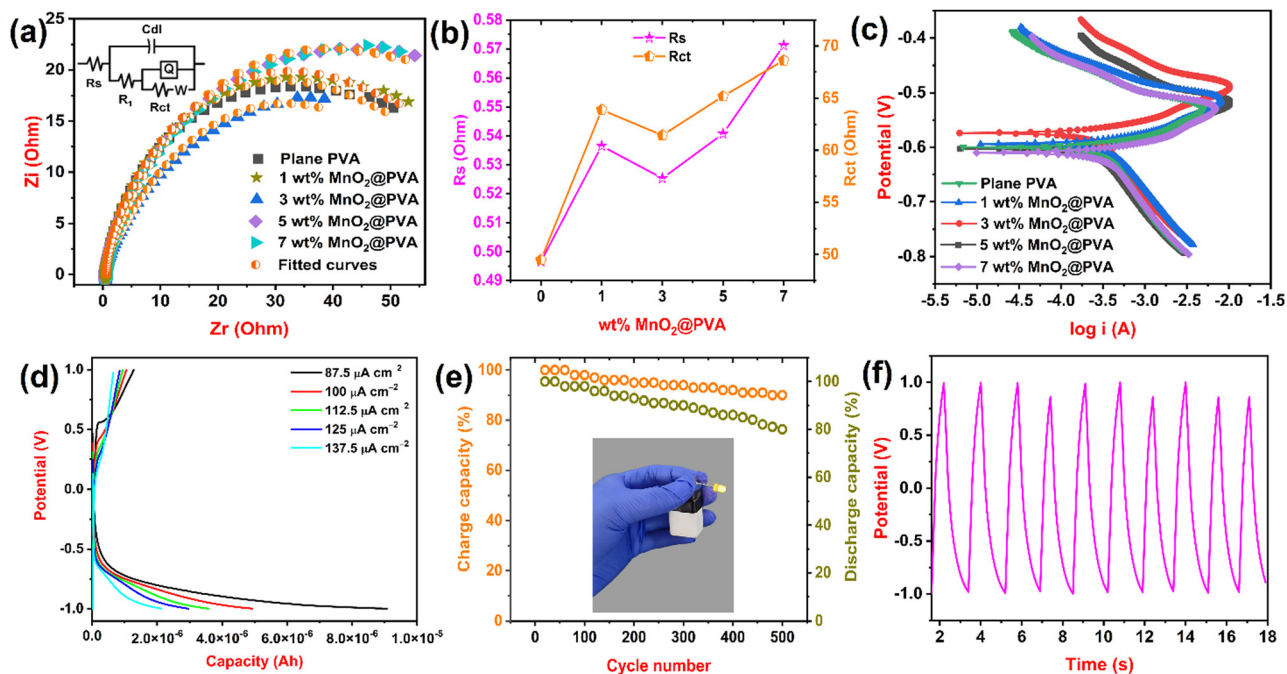 (a)
Cdl
Rs
R1
Q
Rct
W
Zi (Ohm)
25
20
15
10
5
0
0 10 20 30 40 50 60
Zr (Ohm)
Plane PVA
1 wt% MnO2@PVA
3 wt% MnO2@PVA
5 wt% MnO2@PVA
7 wt% MnO2@PVA
Fitted curves
(b)
Rs
Rct
Rs (Ohm)
0.58
0.57
0.56
0.55
0.54
0.53
0.52
0.51
0.50
0.49
Rct (Ohm)
70
65
60
55
50
0 1 3 5 7
wt% MnO2@PVA
(c)
Potential (V)
-0.4
-0.5
-0.6
-0.7
-0.8
Plane PVA
1 wt% MnO2@PVA
3 wt% MnO2@PVA
5 wt% MnO2@PVA
7 wt% MnO2@PVA
-5.5 -5.0 -4.5 -4.0 -3.5 -3.0 -2.5 -2.0 -1.5
log i (A)
(d)
87.5 μA cm-2
100 μA cm-2
112.5 μA cm-2
125 μA cm-2
137.5 μA cm-2
Potential (V)
1.0
0.5
0.0
-0.5
-1.0
0.0 2.0×10-6 4.0×10-6 6.0×10-6 8.0×10-6 1.0×10-5
Capacity (Ah)
(e)
Charge capacity (%)
100
80
60
40
20
0
Discharge capacity (%)
100
80
60
40
20
0
0 100 200 300 400 500
Cycle number
(f)
Potential (V)
1.0
0.5
0.0
-0.5
-1.0
2 4 6 8 10 12 14 16 18
Time (s)